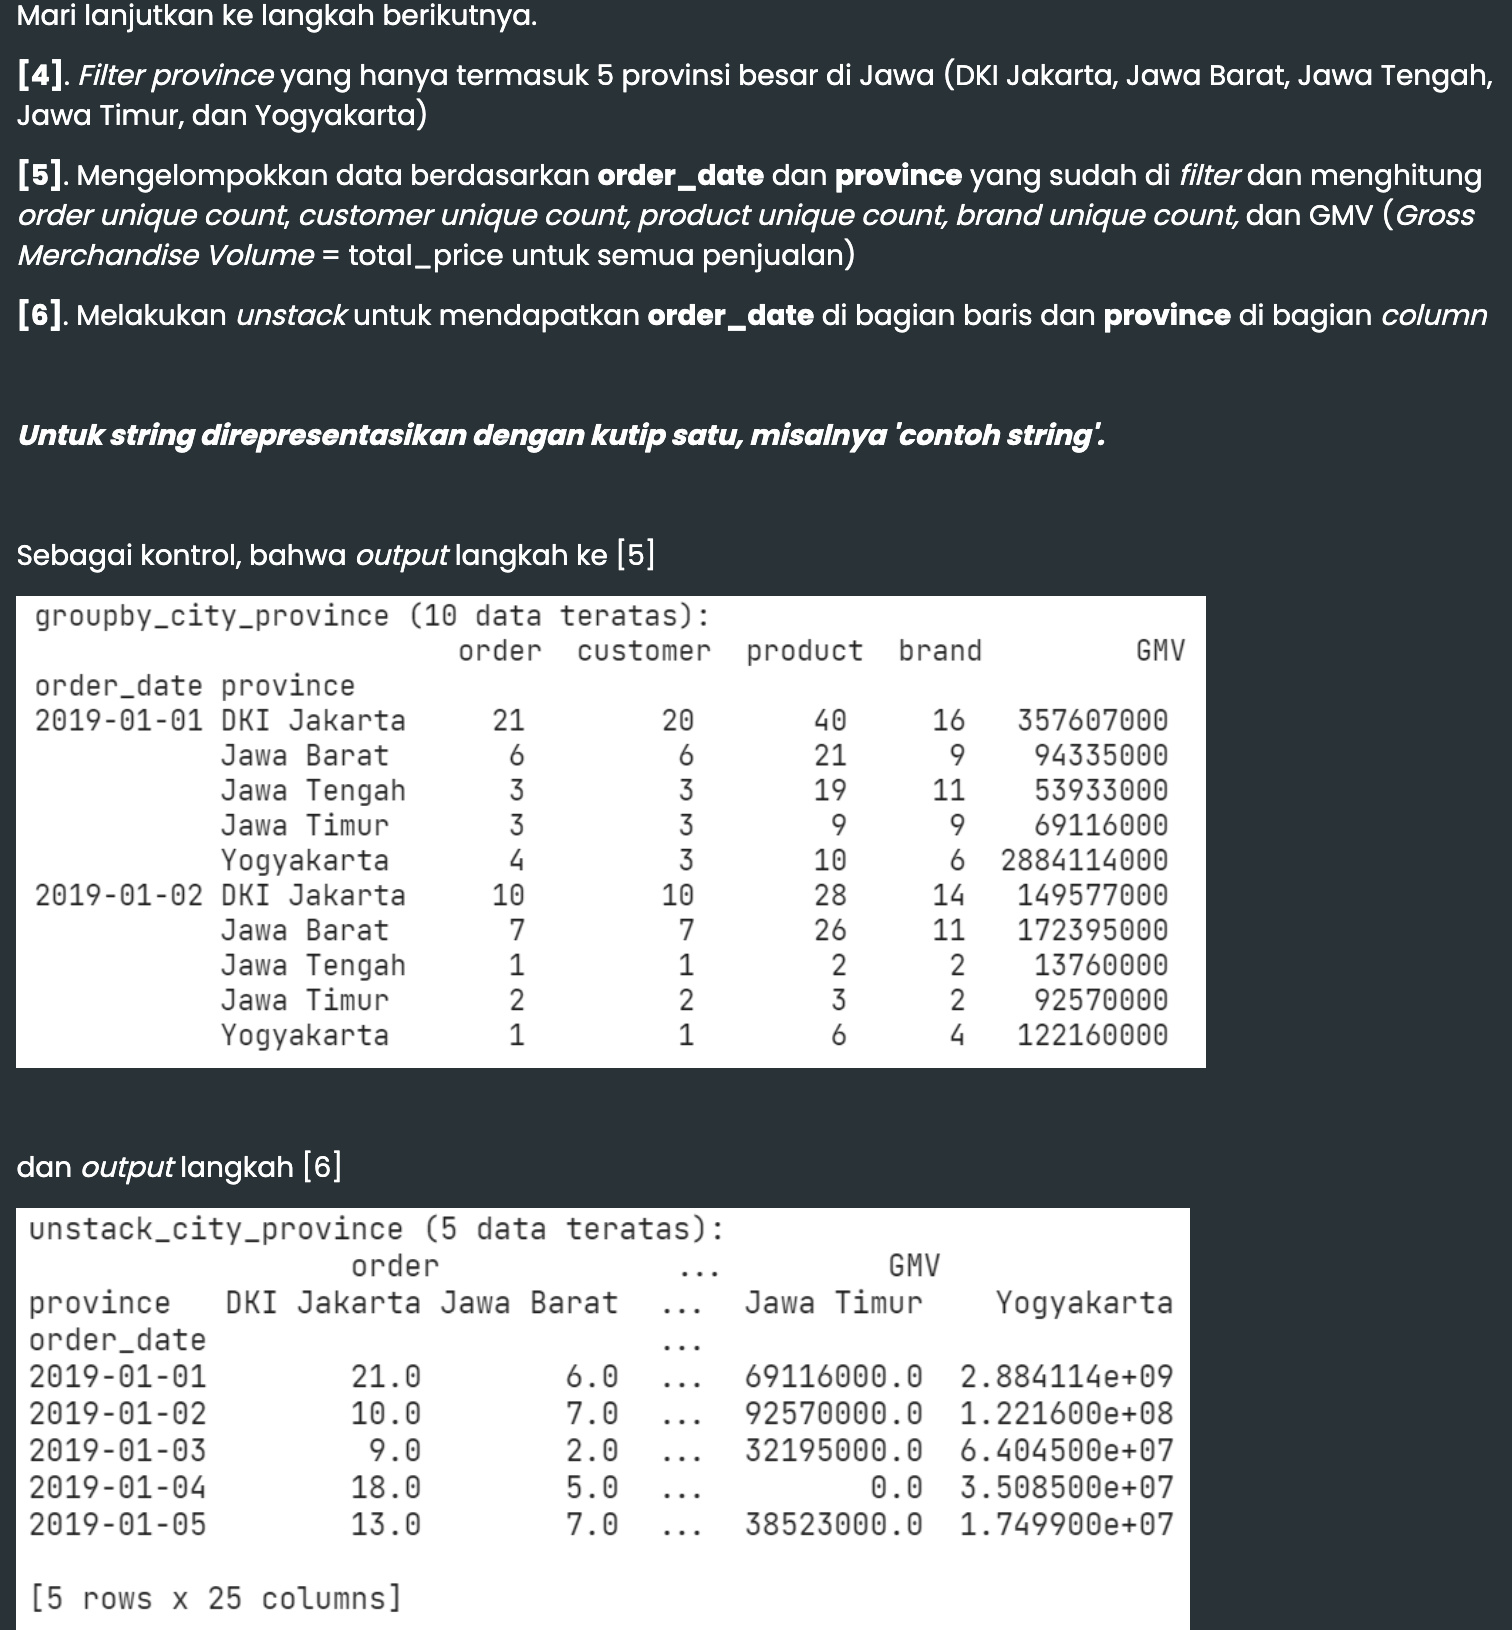 Mari lanjutkan ke langkah berikutnya.
[4]. Filter province yang hanya termasuk 5 provinsi besar di Jawa (DKI Jakarta, Jawa Barat, Jawa Tengah,
Jawa Timur, dan Yogyakarta)
[5]. Mengelompokkan data berdasarkan order_date dan province yang sudah di filter dan menghitung
order unique count, customer unique count, product unique count, brand unique count, dan GMV (Gross
Merchandise Volume = total_price untuk semua penjualan)
[6]. Melakukan unstack untuk mendapatkan order_date di bagian baris dan province di bagian column
Untuk string direpresentasikan dengan kutip satu, misalnya 'contoh string'.
Sebagai kontrol, bahwa output langkah ke [5]
groupby_city_province (10 data teratas):
order customer product brand GMV
order_date province
2019-01-01 DKI Jakarta 21 20 40 16 357607000
Jawa Barat 6 6 21 9 94335000
Jawa Tengah 3 3 19 11 53933000
Jawa Timur 3 3 9 9 69116000
Yogyakarta 4 3 10 6 2884114000
2019-01-02 DKI Jakarta 10 10 28 14 149577000
Jawa Barat 7 7 26 11 172395000
Jawa Tengah 1 1 2 2 13760000
Jawa Timur 2 2 3 2 92570000
Yogyakarta 1 1 6 4 122160000
dan output langkah [6]
unstack_city_province (5 data teratas):
order ... GMV
province DKI Jakarta Jawa Barat ... Jawa Timur Yogyakarta
order_date ...
2019-01-01 21.0 6.0 ... 69116000.0 2.884114e+09
2019-01-02 10.0 7.0 ... 92570000.0 1.221600e+08
2019-01-03 9.0 2.0 ... 32195000.0 6.404500e+07
2019-01-04 18.0 5.0 ... 0.0 3.508500e+07
2019-01-05 13.0 7.0 ... 38523000.0 1.749900e+07
[5 rows x 25 columns]